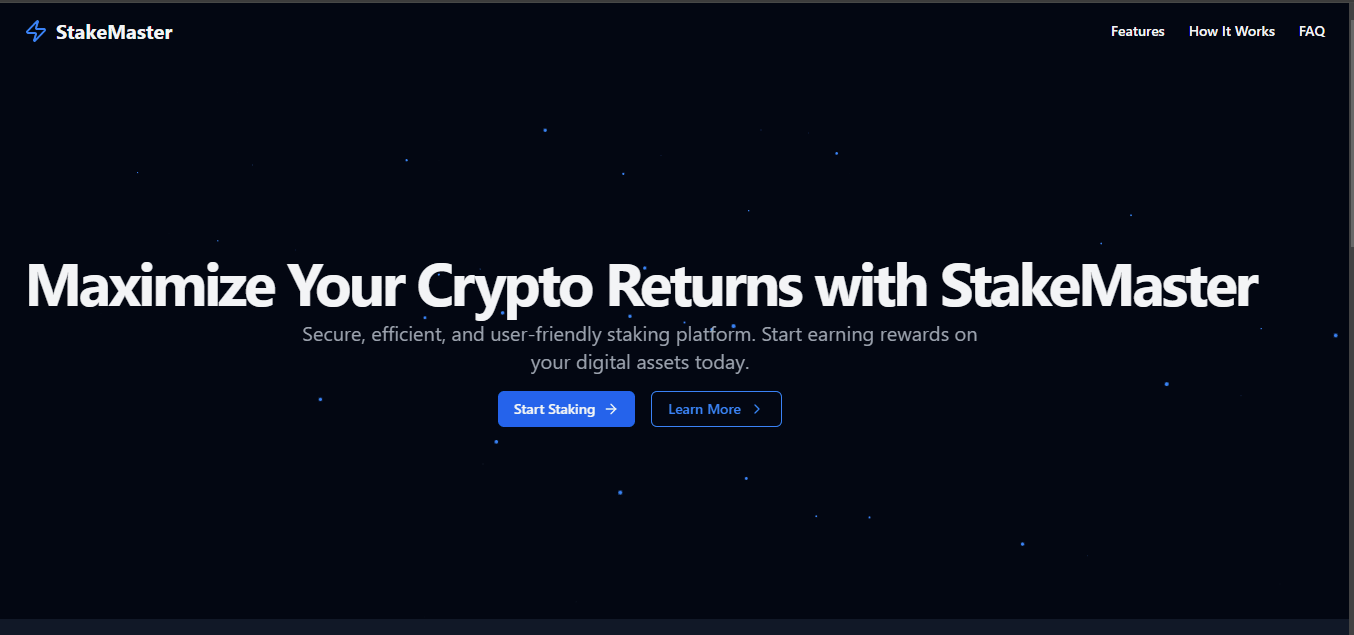 StakeMaster
Features
How It Works
FAQ
Maximize Your Crypto Returns with StakeMaster
Secure, efficient, and user-friendly staking platform. Start earning rewards on
your digital assets today.
Start Staking
Learn More